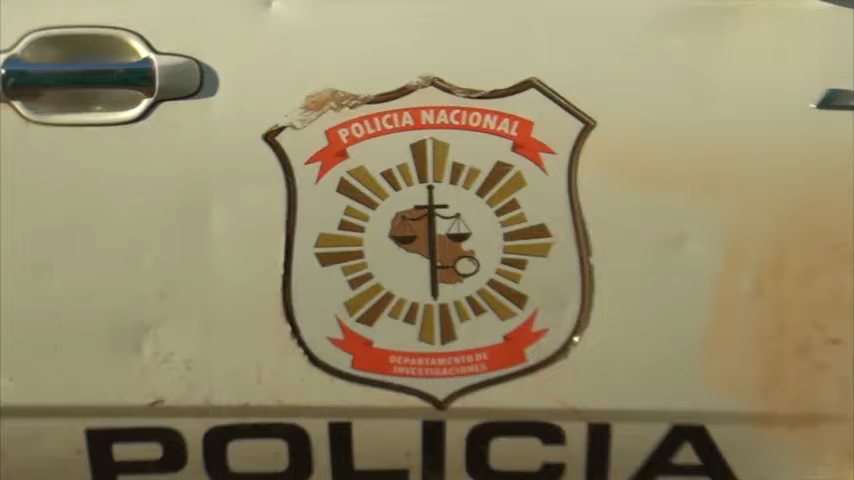 POLICIA NACIONAL
DEPARTAMENTO DE
INVESTIGACIONES
POLICIA